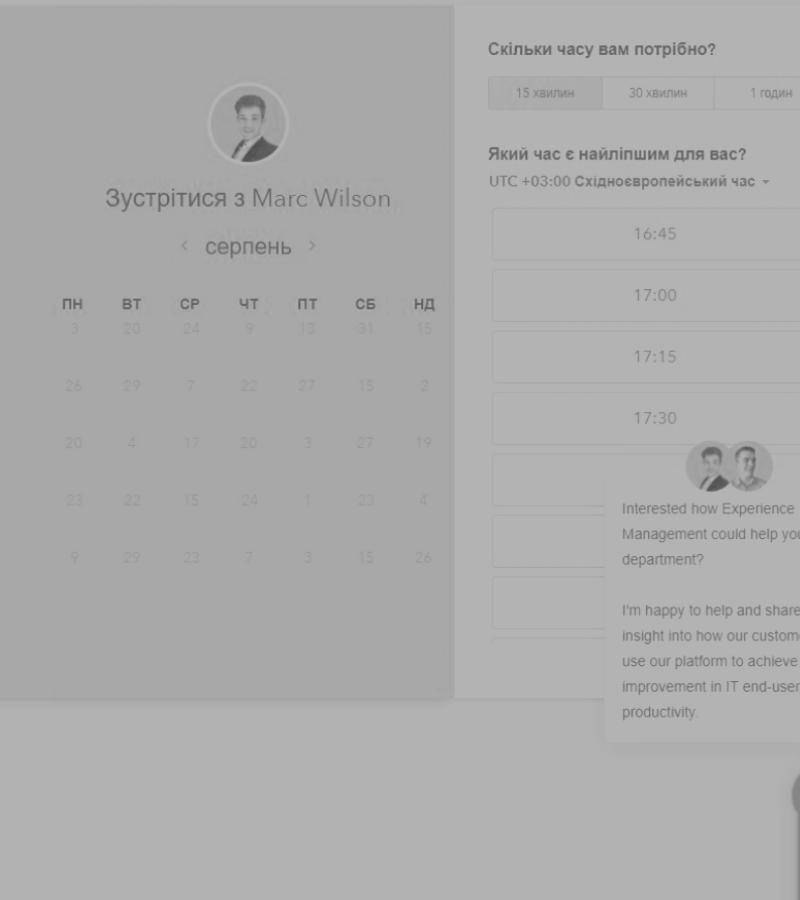 Зустрітися з Marc Wilson
серпень
ПН ВТ СР ЧТ ПТ СБ НД
3 20 24 9 13 31 15
26 29 7 22 27 15 2
20 4 17 20 3 27 19
23 22 15 24 1 23 4
9 29 23 7 3 15 26
Скільки часу вам потрібно?
15 хвилин 30 хвилин 1 годин
Який час є найліпшим для вас?
UTC +03:00 Східноєвропейський час
16:45
17:00
17:15
17:30
Interested how Experience
Management could help you
department?
I'm happy to help and share
insight into how our custome
use our platform to achieve
improvement in IT end-user
productivity.